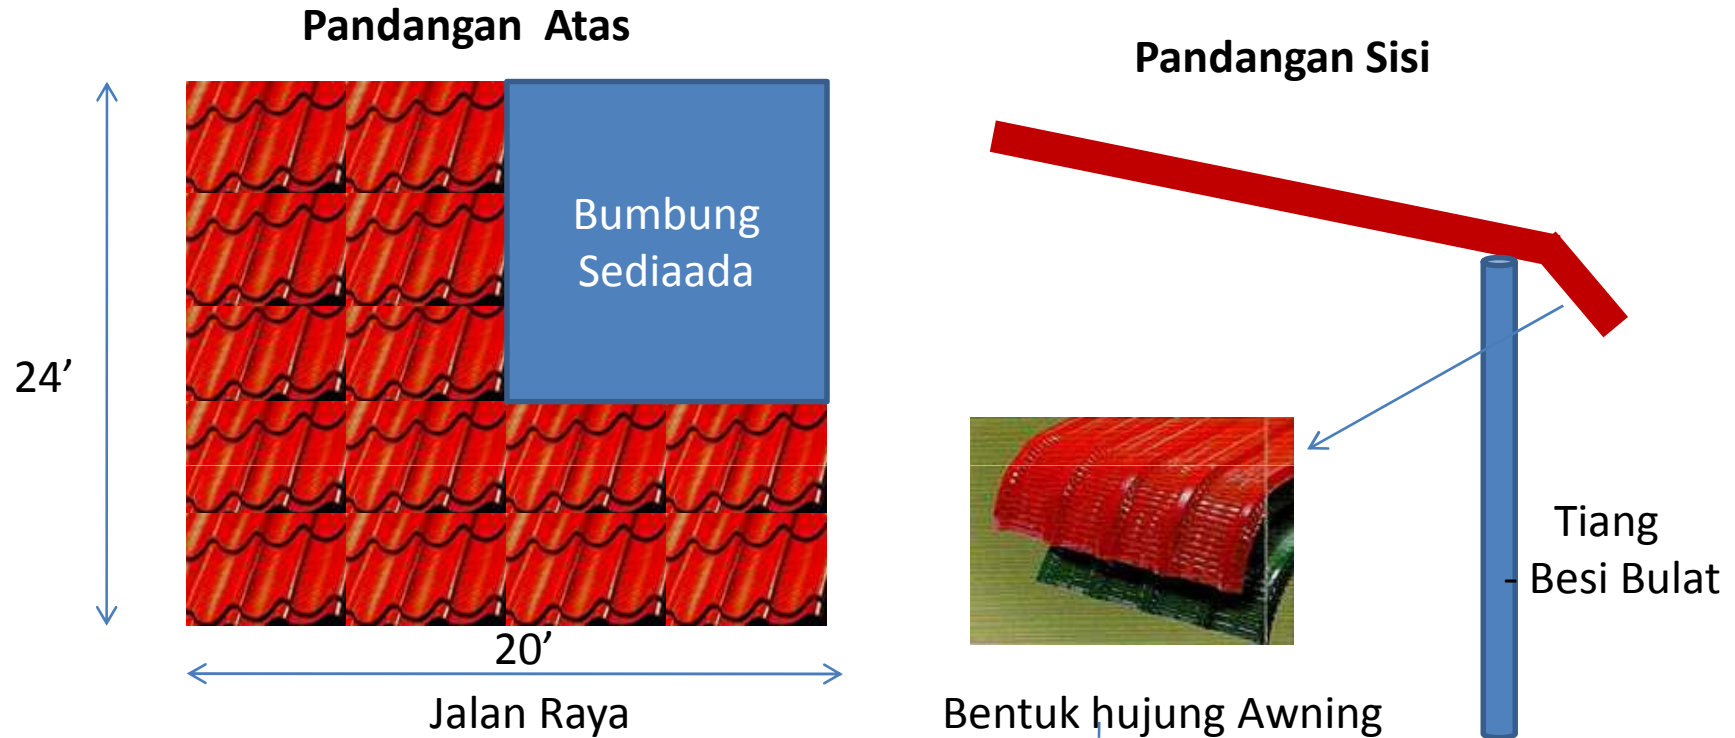 Pandangan Atas
Pandangan Sisi
Bumbung
Sediaada
24’
20’
Jalan Raya
Tiang
- Besi Bulat
Bentuk hujung Awning